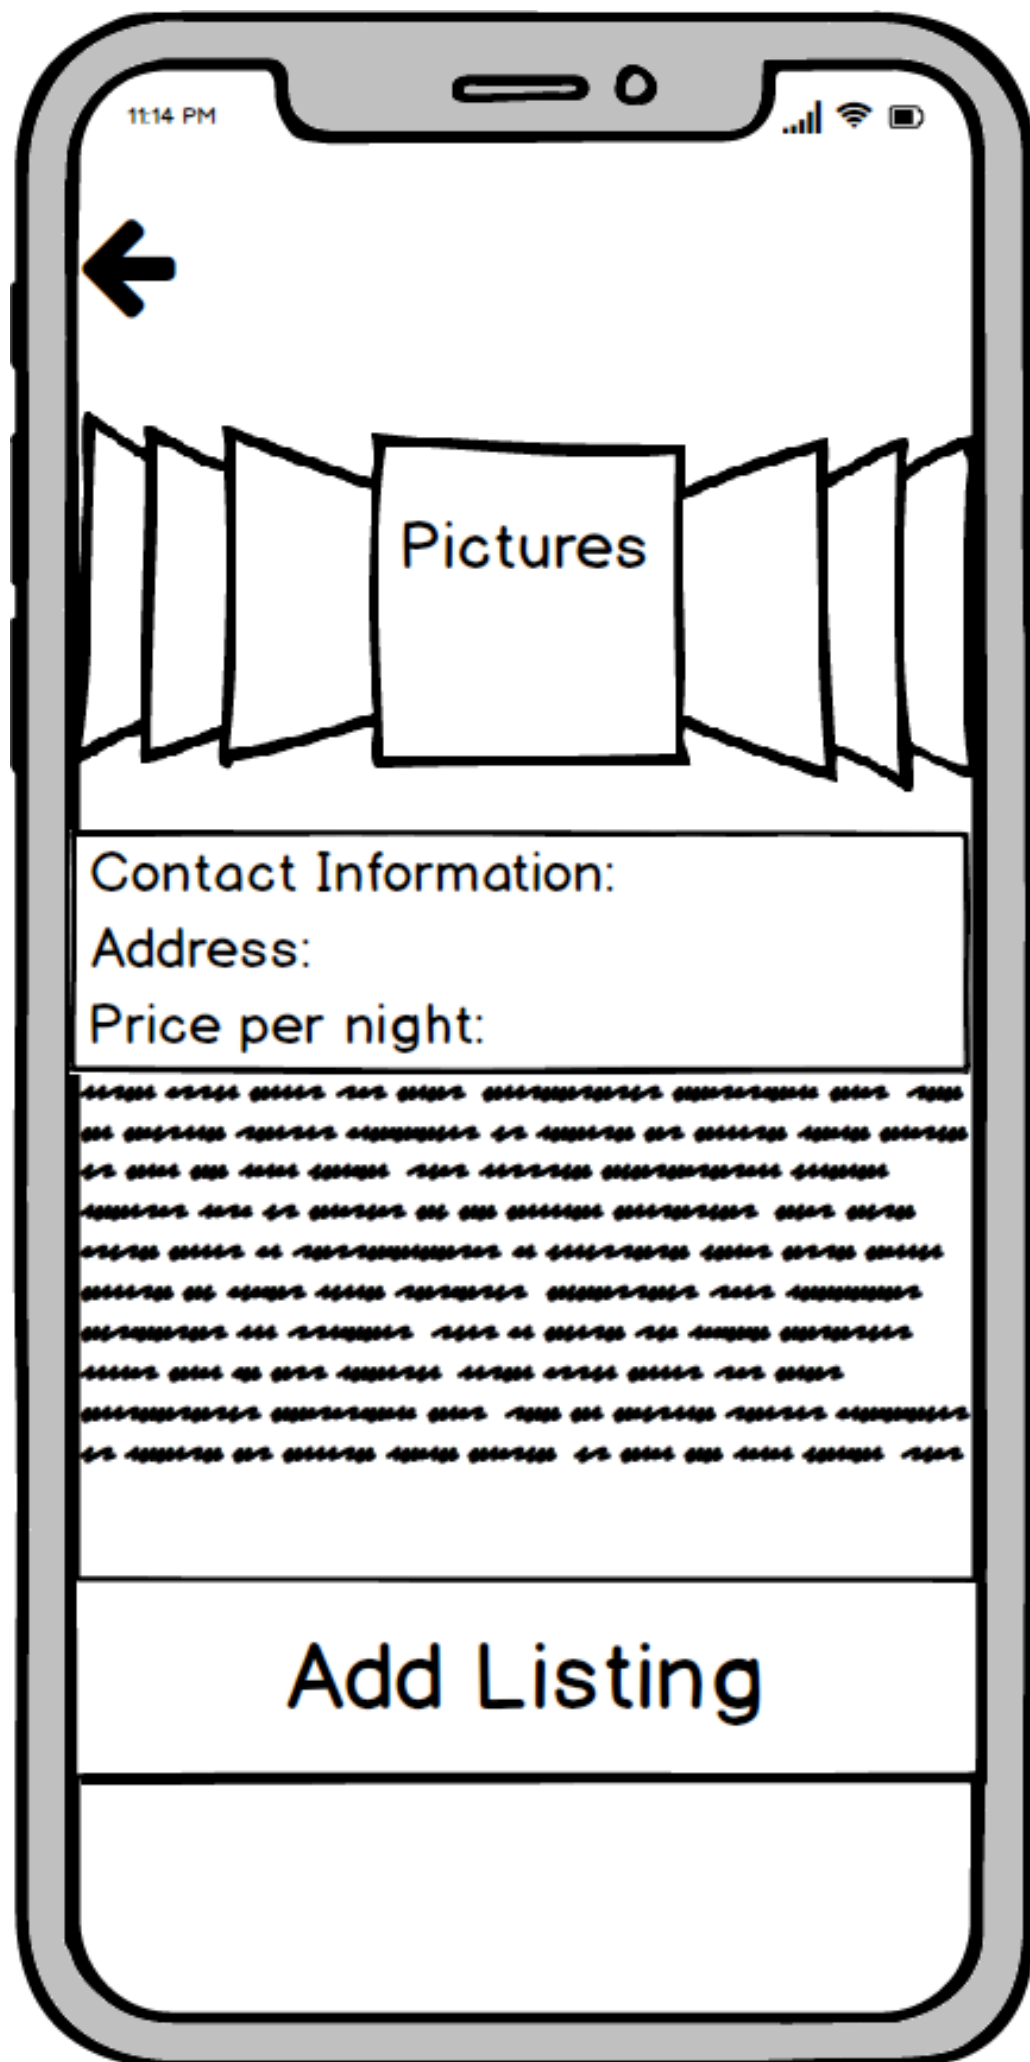 11:14 PM
Pictures
Contact Information:
Address:
Price per night:
Add Listing